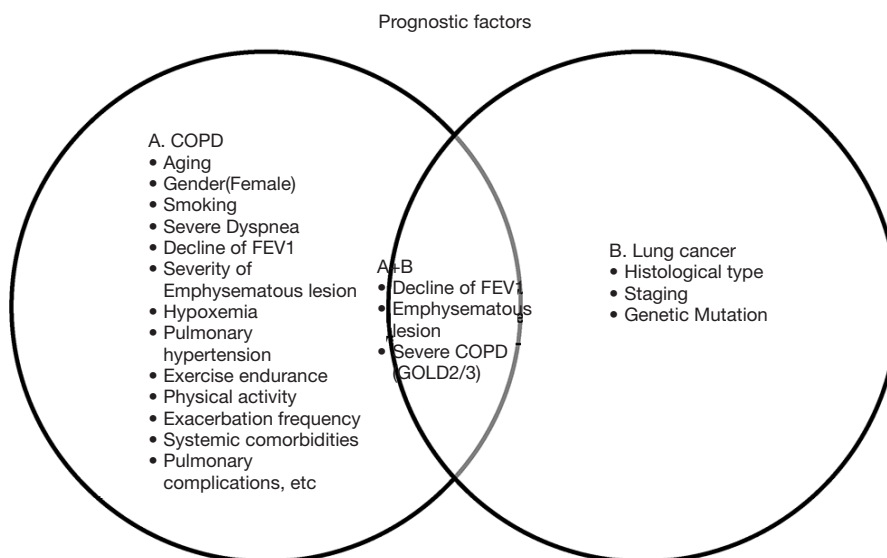 Prognostic factors
A. COPD
• Aging
• Gender(Female)
• Smoking
• Severe Dyspnea
• Decline of FEV1
• Severity of
Emphysematous lesion
• Hypoxemia
• Pulmonary
hypertension
• Exercise endurance
• Physical activity
• Exacerbation frequency
• Systemic comorbidities
• Pulmonary
complications, etc
A+B
• Decline of FEV1
• Emphysematous
lesion
• Severe COPD
(GOLD2/3)
B. Lung cancer
• Histological type
• Staging
• Genetic Mutation